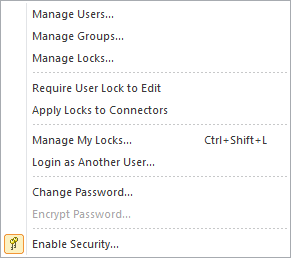 Manage Users...
Manage Groups...
Manage Locks...
Require User Lock to Edit
Apply Locks to Connectors
Manage My Locks... Ctrl+Shift+L
Login as Another User...
Change Password...
Encrypt Password...
Enable Security...